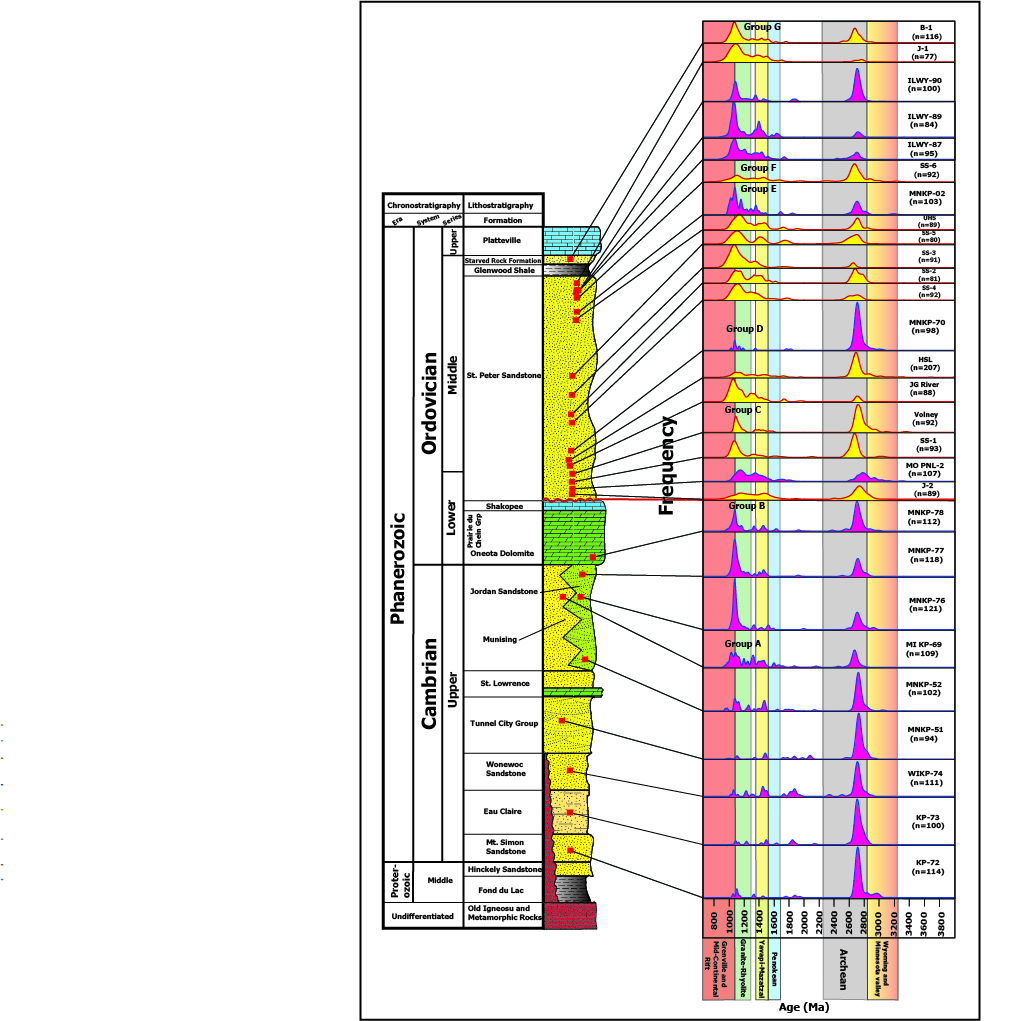 Chronostratigraphy
Lithostratigraphy
Era
System
Series
Formation
Phanerozoic
Ordovician
Upper
Middle
Lower
Platteville
Starved Rock Formation
Glenwood Shale
St. Peter Sandstone
Shakopee
Prairie du
Chein Grp
Oneota Dolomite
Cambrian
Upper
Jordan Sandstone
Munising
St. Lowrence
Tunnel City Group
Wonewoc
Sandstone
Eau Claire
Mt. Simon
Sandstone
Proter-
ozoic
Middle
Hinckely Sandstone
Fond du Lac
Undifferentiated
Old Igneosu and
Metamorphic Rocks
Frequency
Group G
B-1
(n=116)
J-1
(n=77)
ILWY-90
(n=100)
ILWY-89
(n=84)
ILWY-87
(n=95)
Group F
SS-6
(n=92)
Group E
MNKP-02
(n=103)
UHS
(n=89)
SS-5
(n=80)
SS-3
(n=91)
SS-2
(n=81)
SS-4
(n=92)
Group D
MNKP-70
(n=98)
HSL
(n=207)
JG River
(n=88)
Group C
Volney
(n=92)
SS-1
(n=93)
MO PNL-2
(n=107)
J-2
(n=89)
Group B
MNKP-78
(n=112)
MNKP-77
(n=118)
MNKP-76
(n=121)
Group A
MI KP-69
(n=109)
MNKP-52
(n=102)
MNKP-51
(n=94)
WIKP-74
(n=111)
KP-73
(n=100)
KP-72
(n=114)
800 1000 1200 1400 1600 1800 2000 2200 2400 2600 2800 3000 3200 3400 3600 3800
Grenville and
Mid-Continental
Rift
Granite-Rhyolite
Yavapi-Mazatzal
Penokean
Archean
Wyoming and
Minnesota valley
Age (Ma)